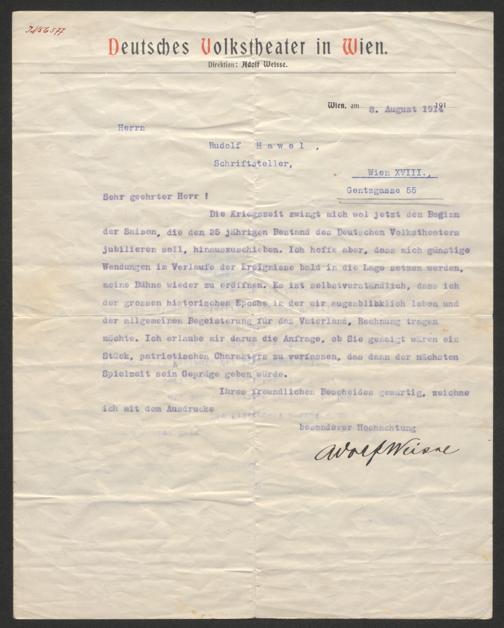 Deutsches Volkstheater in Wien.
Direktion: Adolf Weisse.
Wien, am 8. August 1914
Herrn
Rudolf Hawel,
Schriftsteller,
Wien XVIII.,
Gentzgasse 55
Sehr geehrter Herr !
Die Kriegszeit zwingt mich wol jetzt den Beginn
der Saison, die den 25 jährigen Bestand des Deutschen Volkstheaters
jubilieren soll, hinauszuschieben. Ich hoffe aber, dass mich günstige
Wendungen im Verlaufe der Ereignisse bald in die Lage setzen werden,
meine Bühne wieder zu eröffnen. Es ist selbstverständlich, dass ich
der grossen historischen Epoche in der wir augenblicklich leben und
der allgemeinen Begeisterung für das Vaterland, Rechnung tragen
möchte. Ich erlaube mir darum die Anfrage, ob Sie geneigt wären ein
Stück, patriotischen Charakters zu verfassen, das dann der nächsten
Spielzeit sein Gepräge geben würde.
Ihres freundlichen Bescheides gewärtig, zeichne
ich mit dem Ausdrucke
besonderer Hochachtung
Adolf Weisse